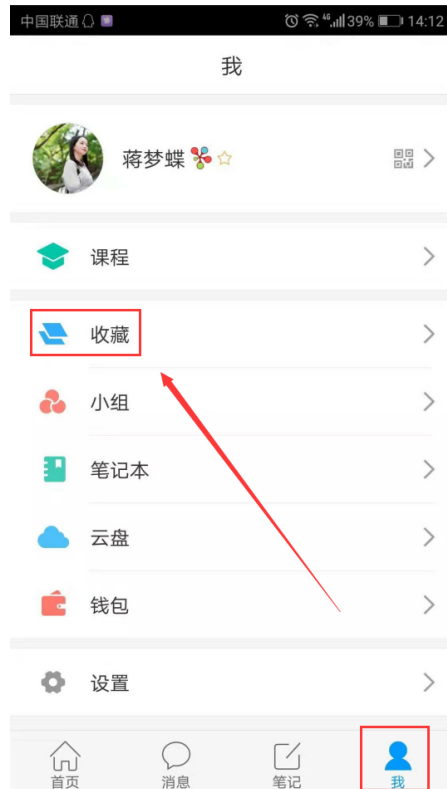 中国联通 46 39% 14:12
我
蒋梦蝶
课程
收藏
小组
笔记本
云盘
钱包
设置
首页 消息 笔记 我